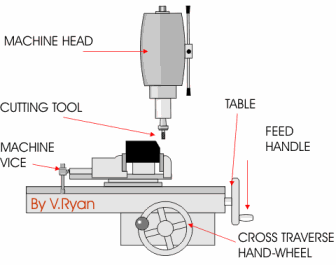 MACHINE HEAD
CUTTING TOOL
TABLE
FEED
HANDLE
MACHINE
VICE
By V.Ryan
CROSS TRAVERSE
HAND-WHEEL